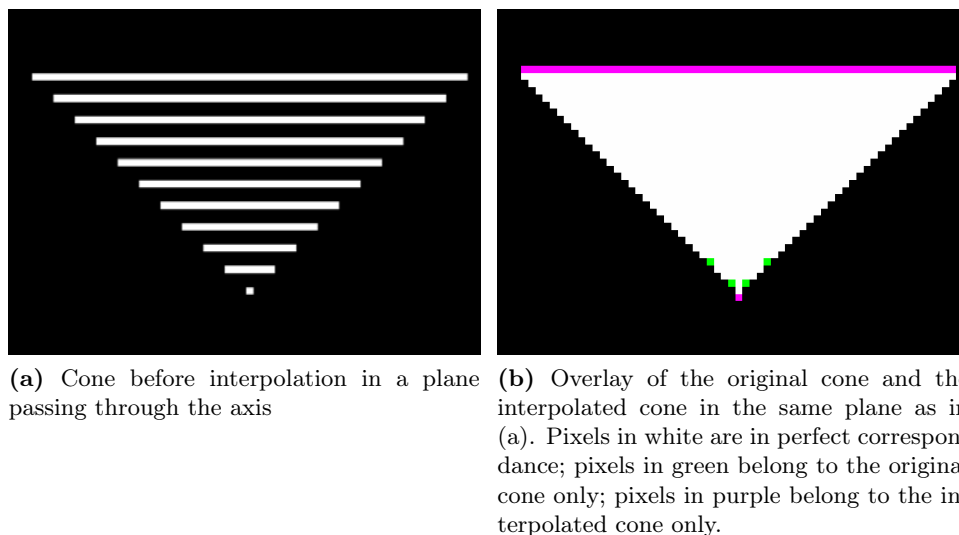 (a) Cone before interpolation in a plane
passing through the axis
(b) Overlay of the original cone and the
interpolated cone in the same plane as in
(a). Pixels in white are in perfect correspon
dance; pixels in green belong to the original
cone only; pixels in purple belong to the in
terpolated cone only.